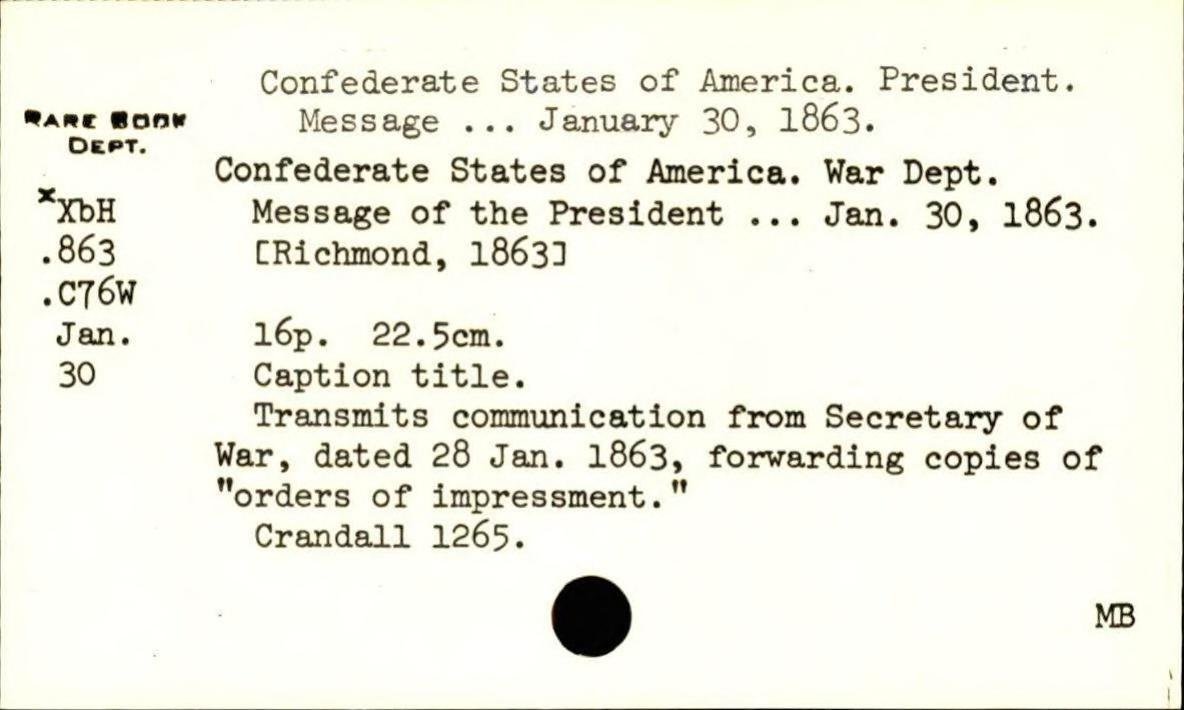 Confederate States of America. President.
Message ... January 30, 1863.
RARE BOOK
DEPT.
Confederate States of America. War Dept.
xXbH Message of the President ... Jan. 30, 1863.
.863 [Richmond, 1863]
.C76W
Jan. 16p. 22.5cm.
30 Caption title.
Transmits communication from Secretary of
War, dated 28 Jan. 1863, forwarding copies of
"orders of impressment."
Crandall 1265.
MB